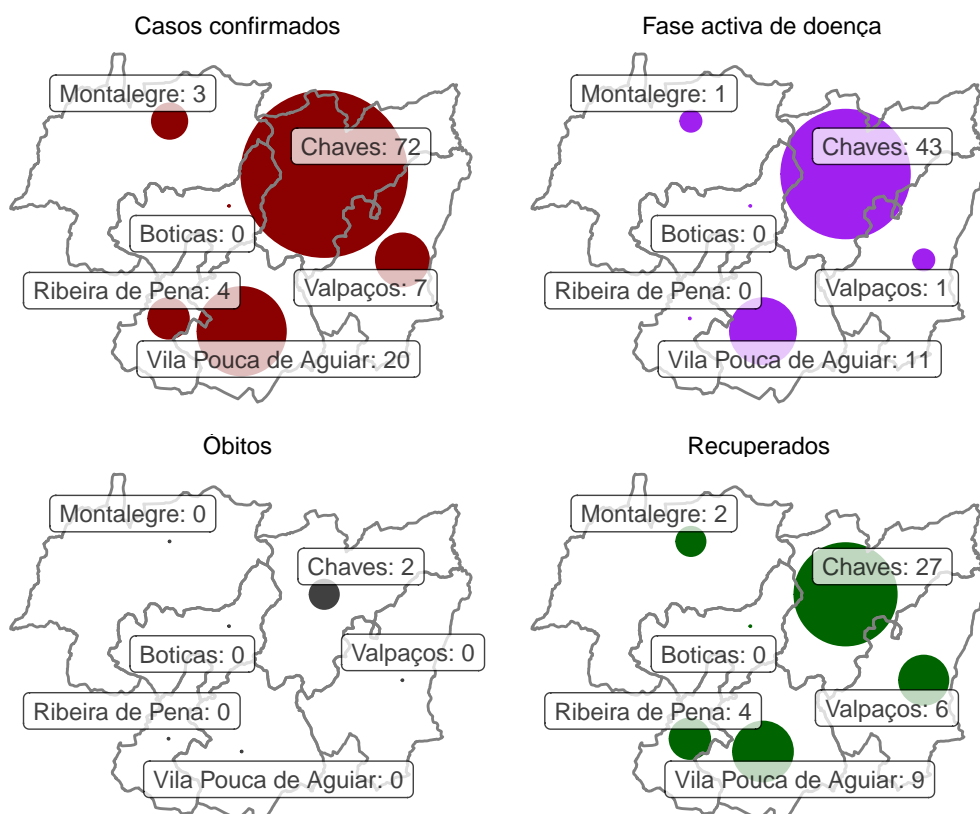 Casos confirmados
Montalegre: 3
Chaves: 72
Boticas: 0
Ribeira de Pena: 4
Valpaços: 7
Vila Pouca de Aguiar: 20
Fase activa de doença
Montalegre: 1
Chaves: 43
Boticas: 0
Ribeira de Pena: 0
Valpaços: 1
Vila Pouca de Aguiar: 11
Óbitos
Montalegre: 0
Chaves: 2
Boticas: 0
Valpaços: 0
Ribeira de Pena: 0
Vila Pouca de Aguiar: 0
Recuperados
Montalegre: 2
Chaves: 27
Boticas: 0
Ribeira de Pena: 4
Valpaços: 6
Vila Pouca de Aguiar: 9